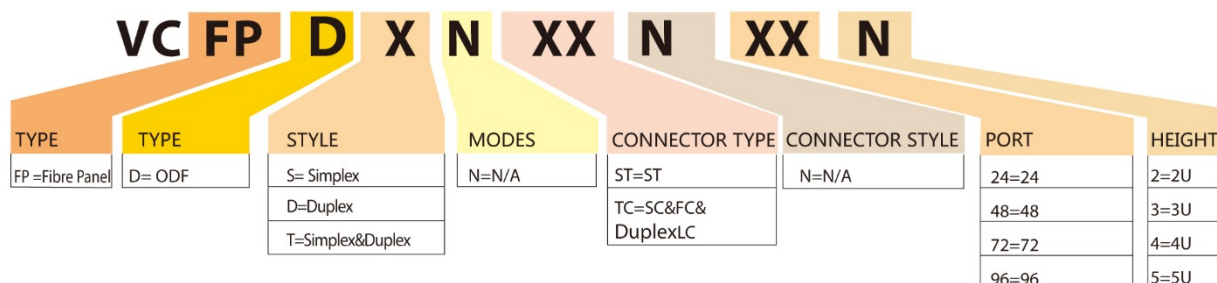 VC FP D X N XX N XX N
TYPE TYPE STYLE MODES CONNECTOR TYPE CONNECTOR STYLE PORT HEIGHT
FP =Fibre Panel D= ODF S= Simplex N=N/A ST=ST N=N/A 24=24 2=2U
D=Duplex TC=SC&FC& 48=48 3=3U
DuplexLC
T=Simplex&Duplex 72=72 4=4U
96=96 5=5U